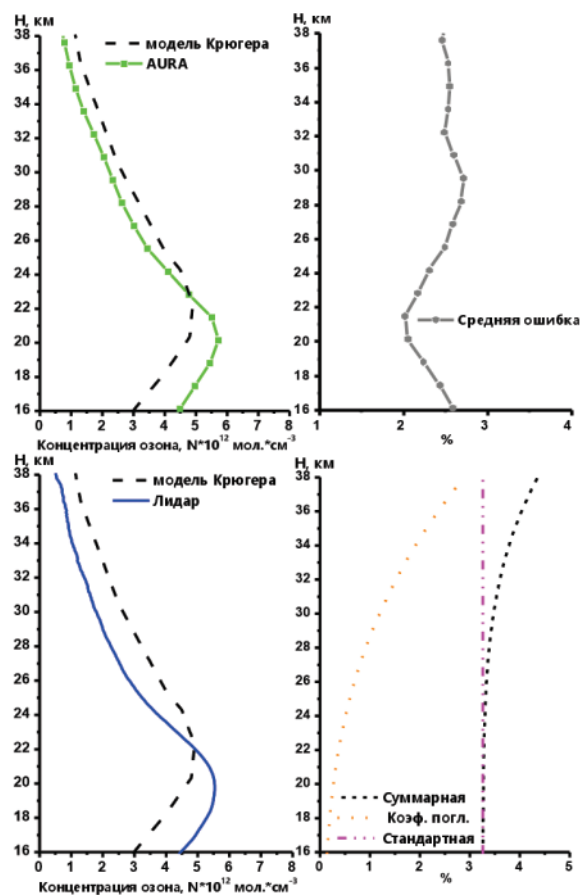 Н, км
38
36
34
32
30
28
26
24
22
20
18
16
0 1 2 3 4 5 6 7 8
модель Крюгера
AURA
Концентрация озона, N*10¹² мол.*см⁻³
Н, км
38
36
34
32
30
28
26
24
22
20
18
16
1 2 3 4
Средняя ошибка
%
Н, км
38
36
34
32
30
28
26
24
22
20
18
16
0 1 2 3 4 5 6 7 8
модель Крюгера
Лидар
Концентрация озона, N*10¹² мол.*см⁻³
Н, км
38
36
34
32
30
28
26
24
22
20
18
16
0 1 2 3 4 5
Суммарная
Коэф. погл.
Стандартная
%